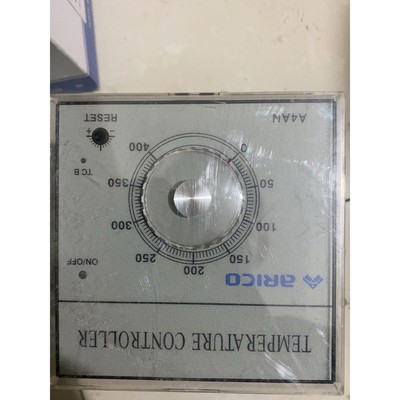 TEMPERATURE CONTROLLER
ARICO
ON/OFF
200
150
250
100
300
50
350
TC B
0
400
A4AN
RESET
- +